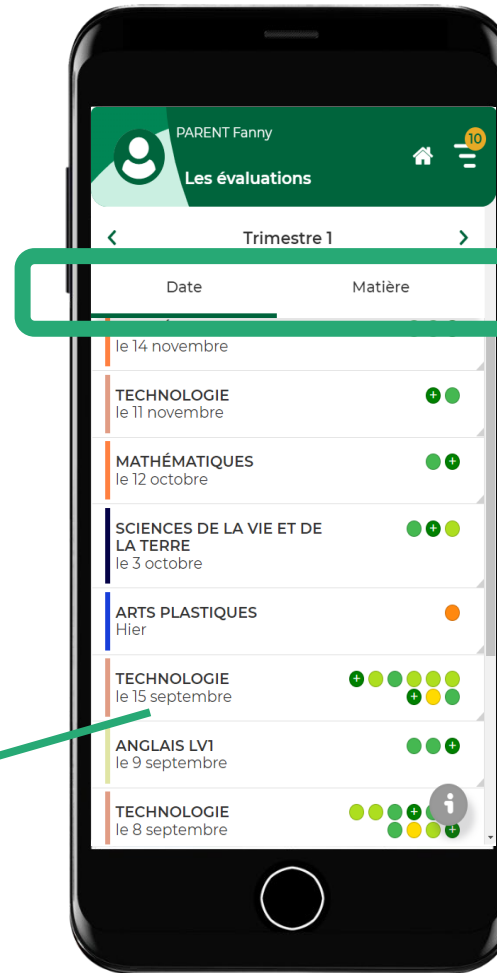 PARENT Fanny
10
Les évaluations
Trimestre 1
Date
Matière
le 14 novembre
TECHNOLOGIE
le 11 novembre
MATHÉMATIQUES
le 12 octobre
SCIENCES DE LA VIE ET DE
LA TERRE
le 3 octobre
ARTS PLASTIQUES
Hier
TECHNOLOGIE
le 15 septembre
ANGLAIS LV1
le 9 septembre
TECHNOLOGIE
le 8 septembre